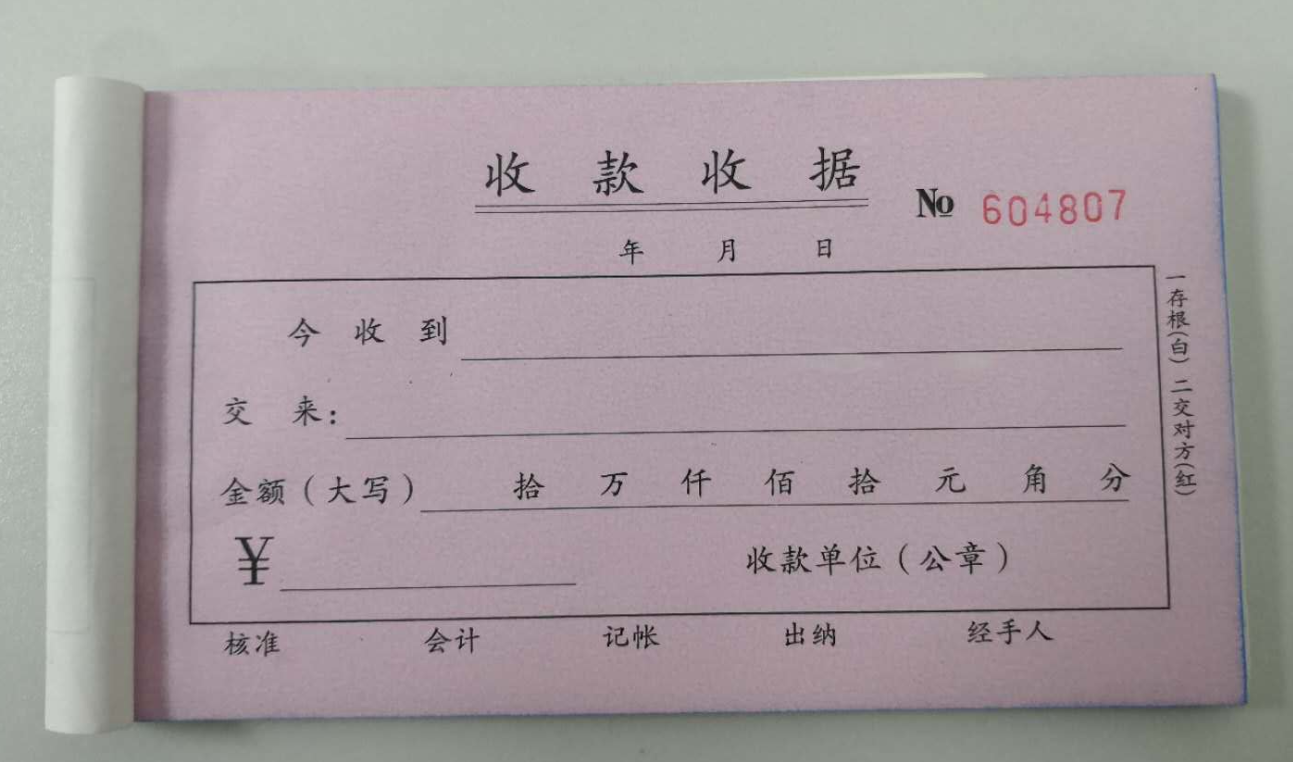 收款收据
№ 604807
年 月 日
今收到
交来:
金额(大写) 拾 万 仟 佰 拾 元 角 分
¥ 收款单位(公章)
核准 会计 记帐 出纳 经手人
一存根(白) 二交对方(红)